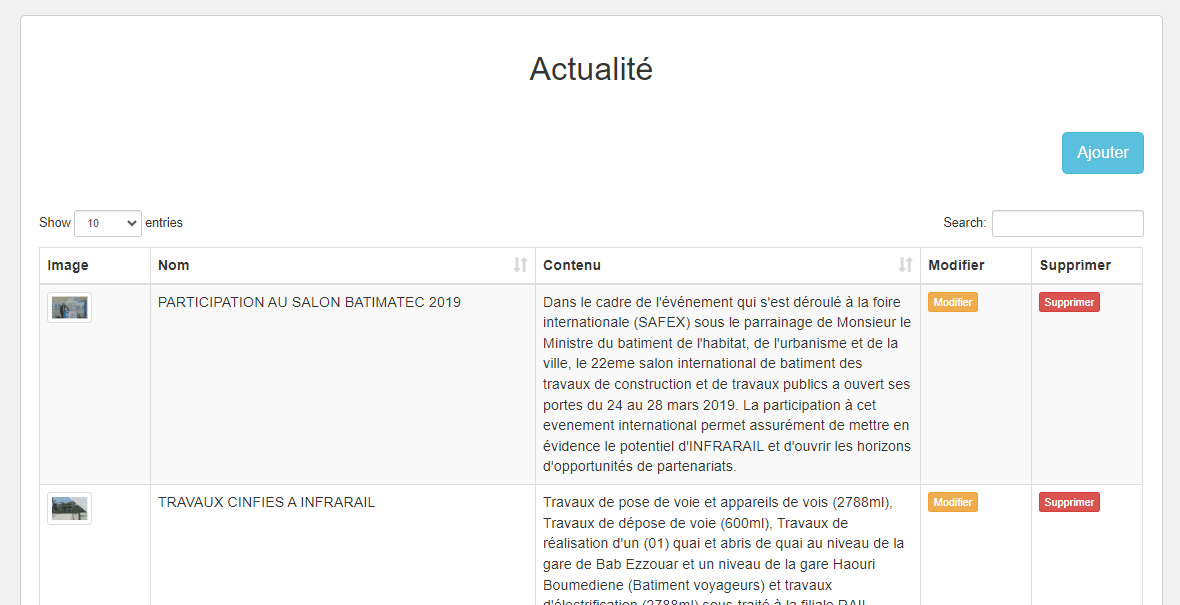 Actualité
Ajouter
Show 10 entries
Search:
Image Nom Contenu Modifier Supprimer
PARTICIPATION AU SALON BATIMATEC 2019
Dans le cadre de l'événement qui s'est déroulé à la foire
internationale (SAFEX) sous le parrainage de Monsieur le
Ministre du batiment de l'habitat, de l'urbanisme et de la
ville, le 22eme salon international de batiment des
travaux de construction et de travaux publics a ouvert ses
portes du 24 au 28 mars 2019. La participation à cet
evenement international permet assurément de mettre en
évidence le potentiel d'INFRARAIL et d'ouvrir les horizons
d'opportunités de partenariats.
Modifier
Supprimer
TRAVAUX CINFIES A INFRARAIL
Travaux de pose de voie et appareils de vois (2788ml),
Travaux de dépose de voie (600ml), Travaux de
réalisation d'un (01) quai et abris de quai au niveau de la
gare de Bab Ezzouar et un niveau de la gare Haouri
Boumediene (Batiment voyageurs) et travaux
d'électrification (2788ml) sous-traité à la filiale RAIL
Modifier
Supprimer